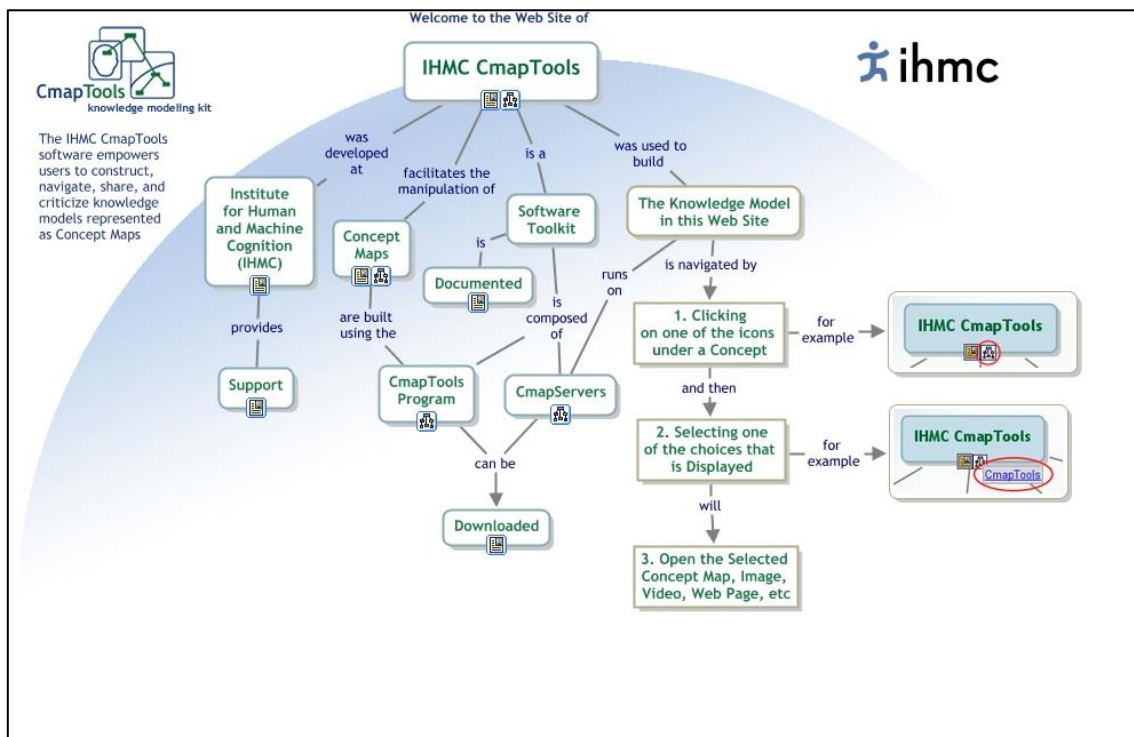 Welcome to the Web Site of
IHMC CmapTools
CmapTools
knowledge modeling kit
The IHMC CmapTools
software empowers
users to construct,
navigate, share, and
criticize knowledge
models represented
as Concept Maps
ihmc
was
developed
at
facilitates the
manipulation of
is a
was used to
build
Institute
for Human
and Machine
Cognition
(IHMC)
Concept
Maps
Software
Toolkit
The Knowledge Model
in this Web Site
is
Documented
runs
on
is navigated by
provides
are built
using the
is
composed
of
1. Clicking
on one of the icons
under a Concept
for
example
IHMC CmapTools
Support
CmapTools
Program
CmapServers
and then
2. Selecting one
of the choices that
is Displayed
for
example
IHMC CmapTools
CmapTools
can be
Downloaded
will
3. Open the Selected
Concept Map, Image,
Video, Web Page, etc